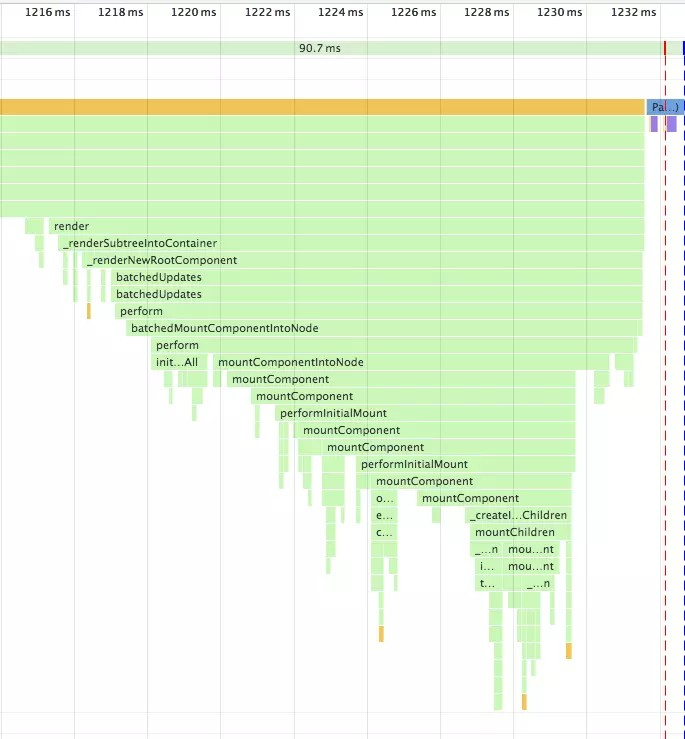 1216 ms 1218 ms 1220 ms 1222 ms 1224 ms 1226 ms 1228 ms 1230 ms 1232 ms
90.7 ms
Pa...)
render
_renderSubtreeIntoContainer
_renderNewRootComponent
batchedUpdates
batchedUpdates
perform
batchedMountComponentIntoNode
perform
init...All mountComponentIntoNode
mountComponent
mountComponent
performInitialMount
mountComponent
mountComponent
performInitialMount
mountComponent
o... mountComponent
e... _createI...Children
c... mountChildren
_...n mou...nt
i... mou...nt
t... _...n